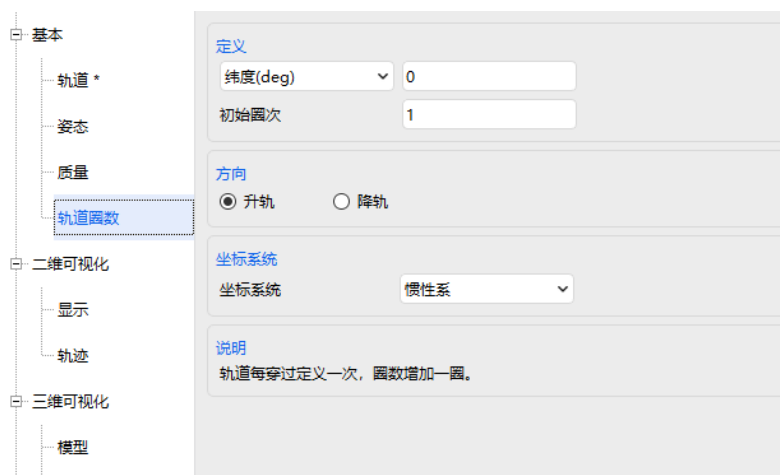 基本
轨道 *
姿态
质量
轨道圈数
二维可视化
显示
轨迹
三维可视化
模型
定义
纬度(deg)
0
初始圈次
1
方向
升轨
降轨
坐标系统
坐标系统
惯性系
说明
轨道每穿过定义一次，圈数增加一圈。